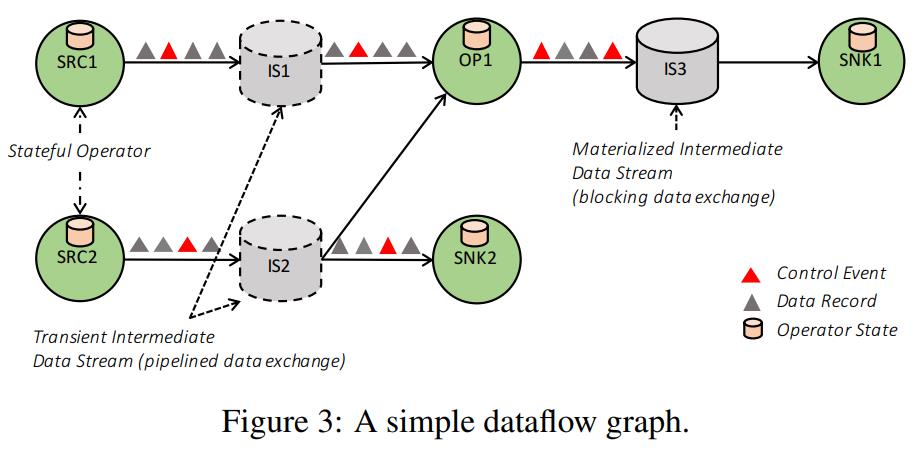 SRC1
IS1
OP1
IS3
SNK1
Stateful Operator
Materialized Intermediate
Data Stream
(blocking data exchange)
SRC2
IS2
SNK2
Control Event
Data Record
Operator State
Transient Intermediate
Data Stream (pipelined data exchange)
Figure 3: A simple dataflow graph.